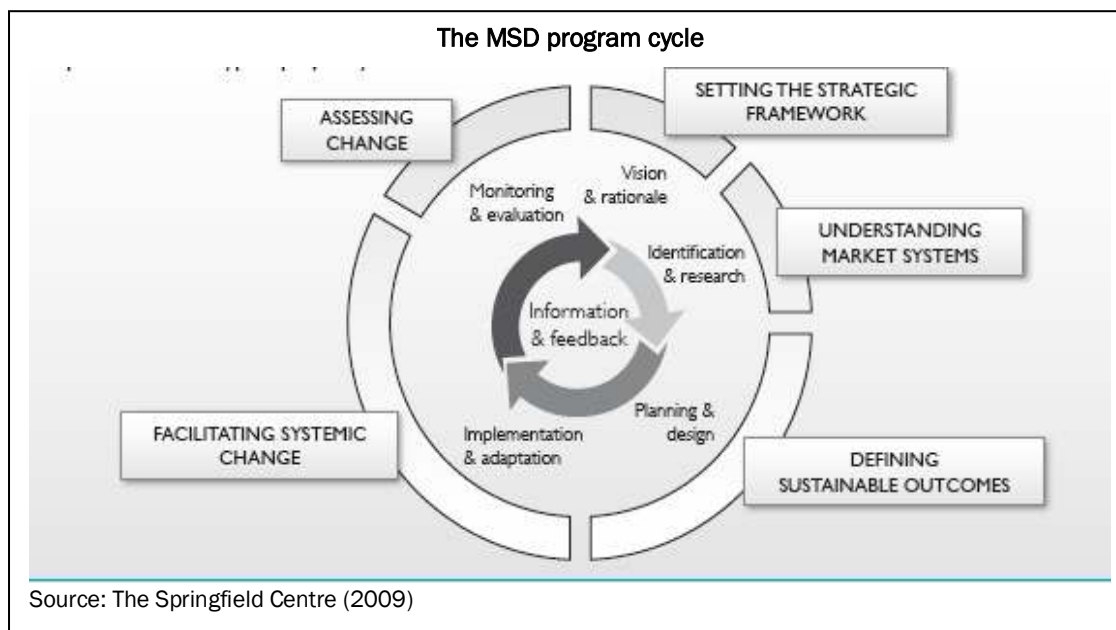 The MSD program cycle
ASSESSING
CHANGE
SETTING THE STRATEGIC
FRAMEWORK
Monitoring
& evaluation
Vision
& rationale
UNDERSTANDING
MARKET SYSTEMS
Identification
& research
Information
& feedback
Planning &
design
Implementation
& adaptation
FACILITATING SYSTEMIC
CHANGE
DEFINING
SUSTAINABLE OUTCOMES
Source: The Springfield Centre (2009)